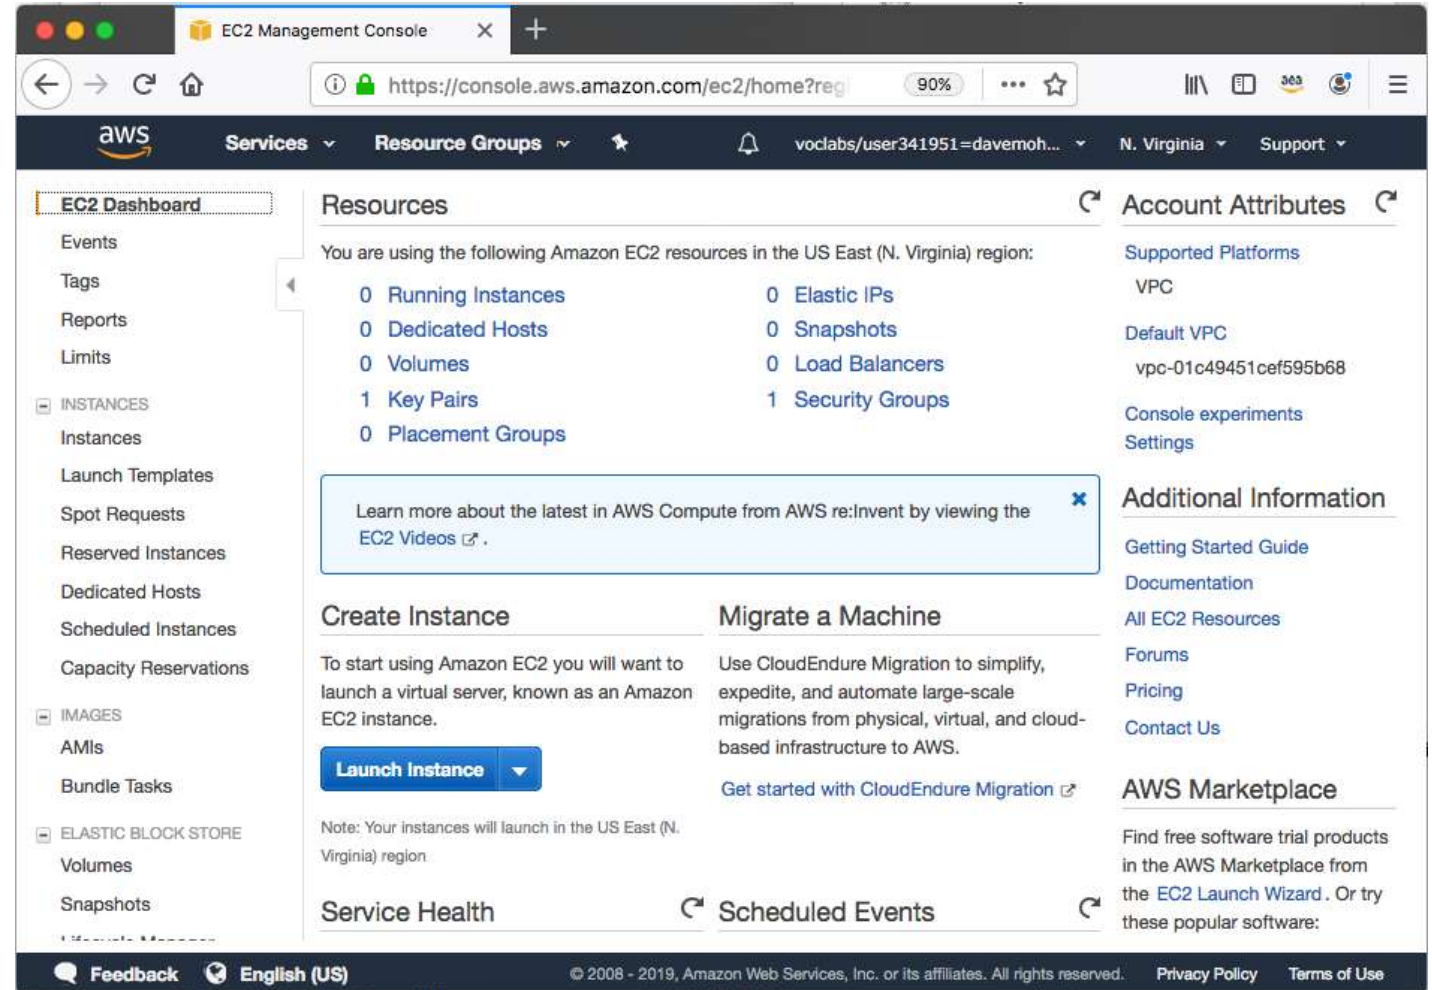 EC2 Management Console
https://console.aws.amazon.com/ec2/home?regi
90%
aws
Services
Resource Groups
voclabs/user341951=davemoh...
N. Virginia
Support
EC2 Dashboard
Events
Tags
Reports
Limits
INSTANCES
Instances
Launch Templates
Spot Requests
Reserved Instances
Dedicated Hosts
Scheduled Instances
Capacity Reservations
IMAGES
AMIs
Bundle Tasks
ELASTIC BLOCK STORE
Volumes
Snapshots
Lifecycle Manager
Resources
You are using the following Amazon EC2 resources in the US East (N. Virginia) region:
0 Running Instances
0 Elastic IPs
0 Dedicated Hosts
0 Snapshots
0 Volumes
0 Load Balancers
1 Key Pairs
1 Security Groups
0 Placement Groups
Learn more about the latest in AWS Compute from AWS re:Invent by viewing the
EC2 Videos .
Create Instance
To start using Amazon EC2 you will want to
launch a virtual server, known as an Amazon
EC2 instance.
Launch Instance
Note: Your instances will launch in the US East (N.
Virginia) region
Migrate a Machine
Use CloudEndure Migration to simplify,
expedite, and automate large-scale
migrations from physical, virtual, and cloud-
based infrastructure to AWS.
Get started with CloudEndure Migration
Service Health
Scheduled Events
Account Attributes
Supported Platforms
VPC
Default VPC
vpc-01c49451cef595b68
Console experiments
Settings
Additional Information
Getting Started Guide
Documentation
All EC2 Resources
Forums
Pricing
Contact Us
AWS Marketplace
Find free software trial products
in the AWS Marketplace from
the EC2 Launch Wizard. Or try
these popular software:
Feedback
English (US)
© 2008 - 2019, Amazon Web Services, Inc. or its affiliates. All rights reserved.
Privacy Policy
Terms of Use